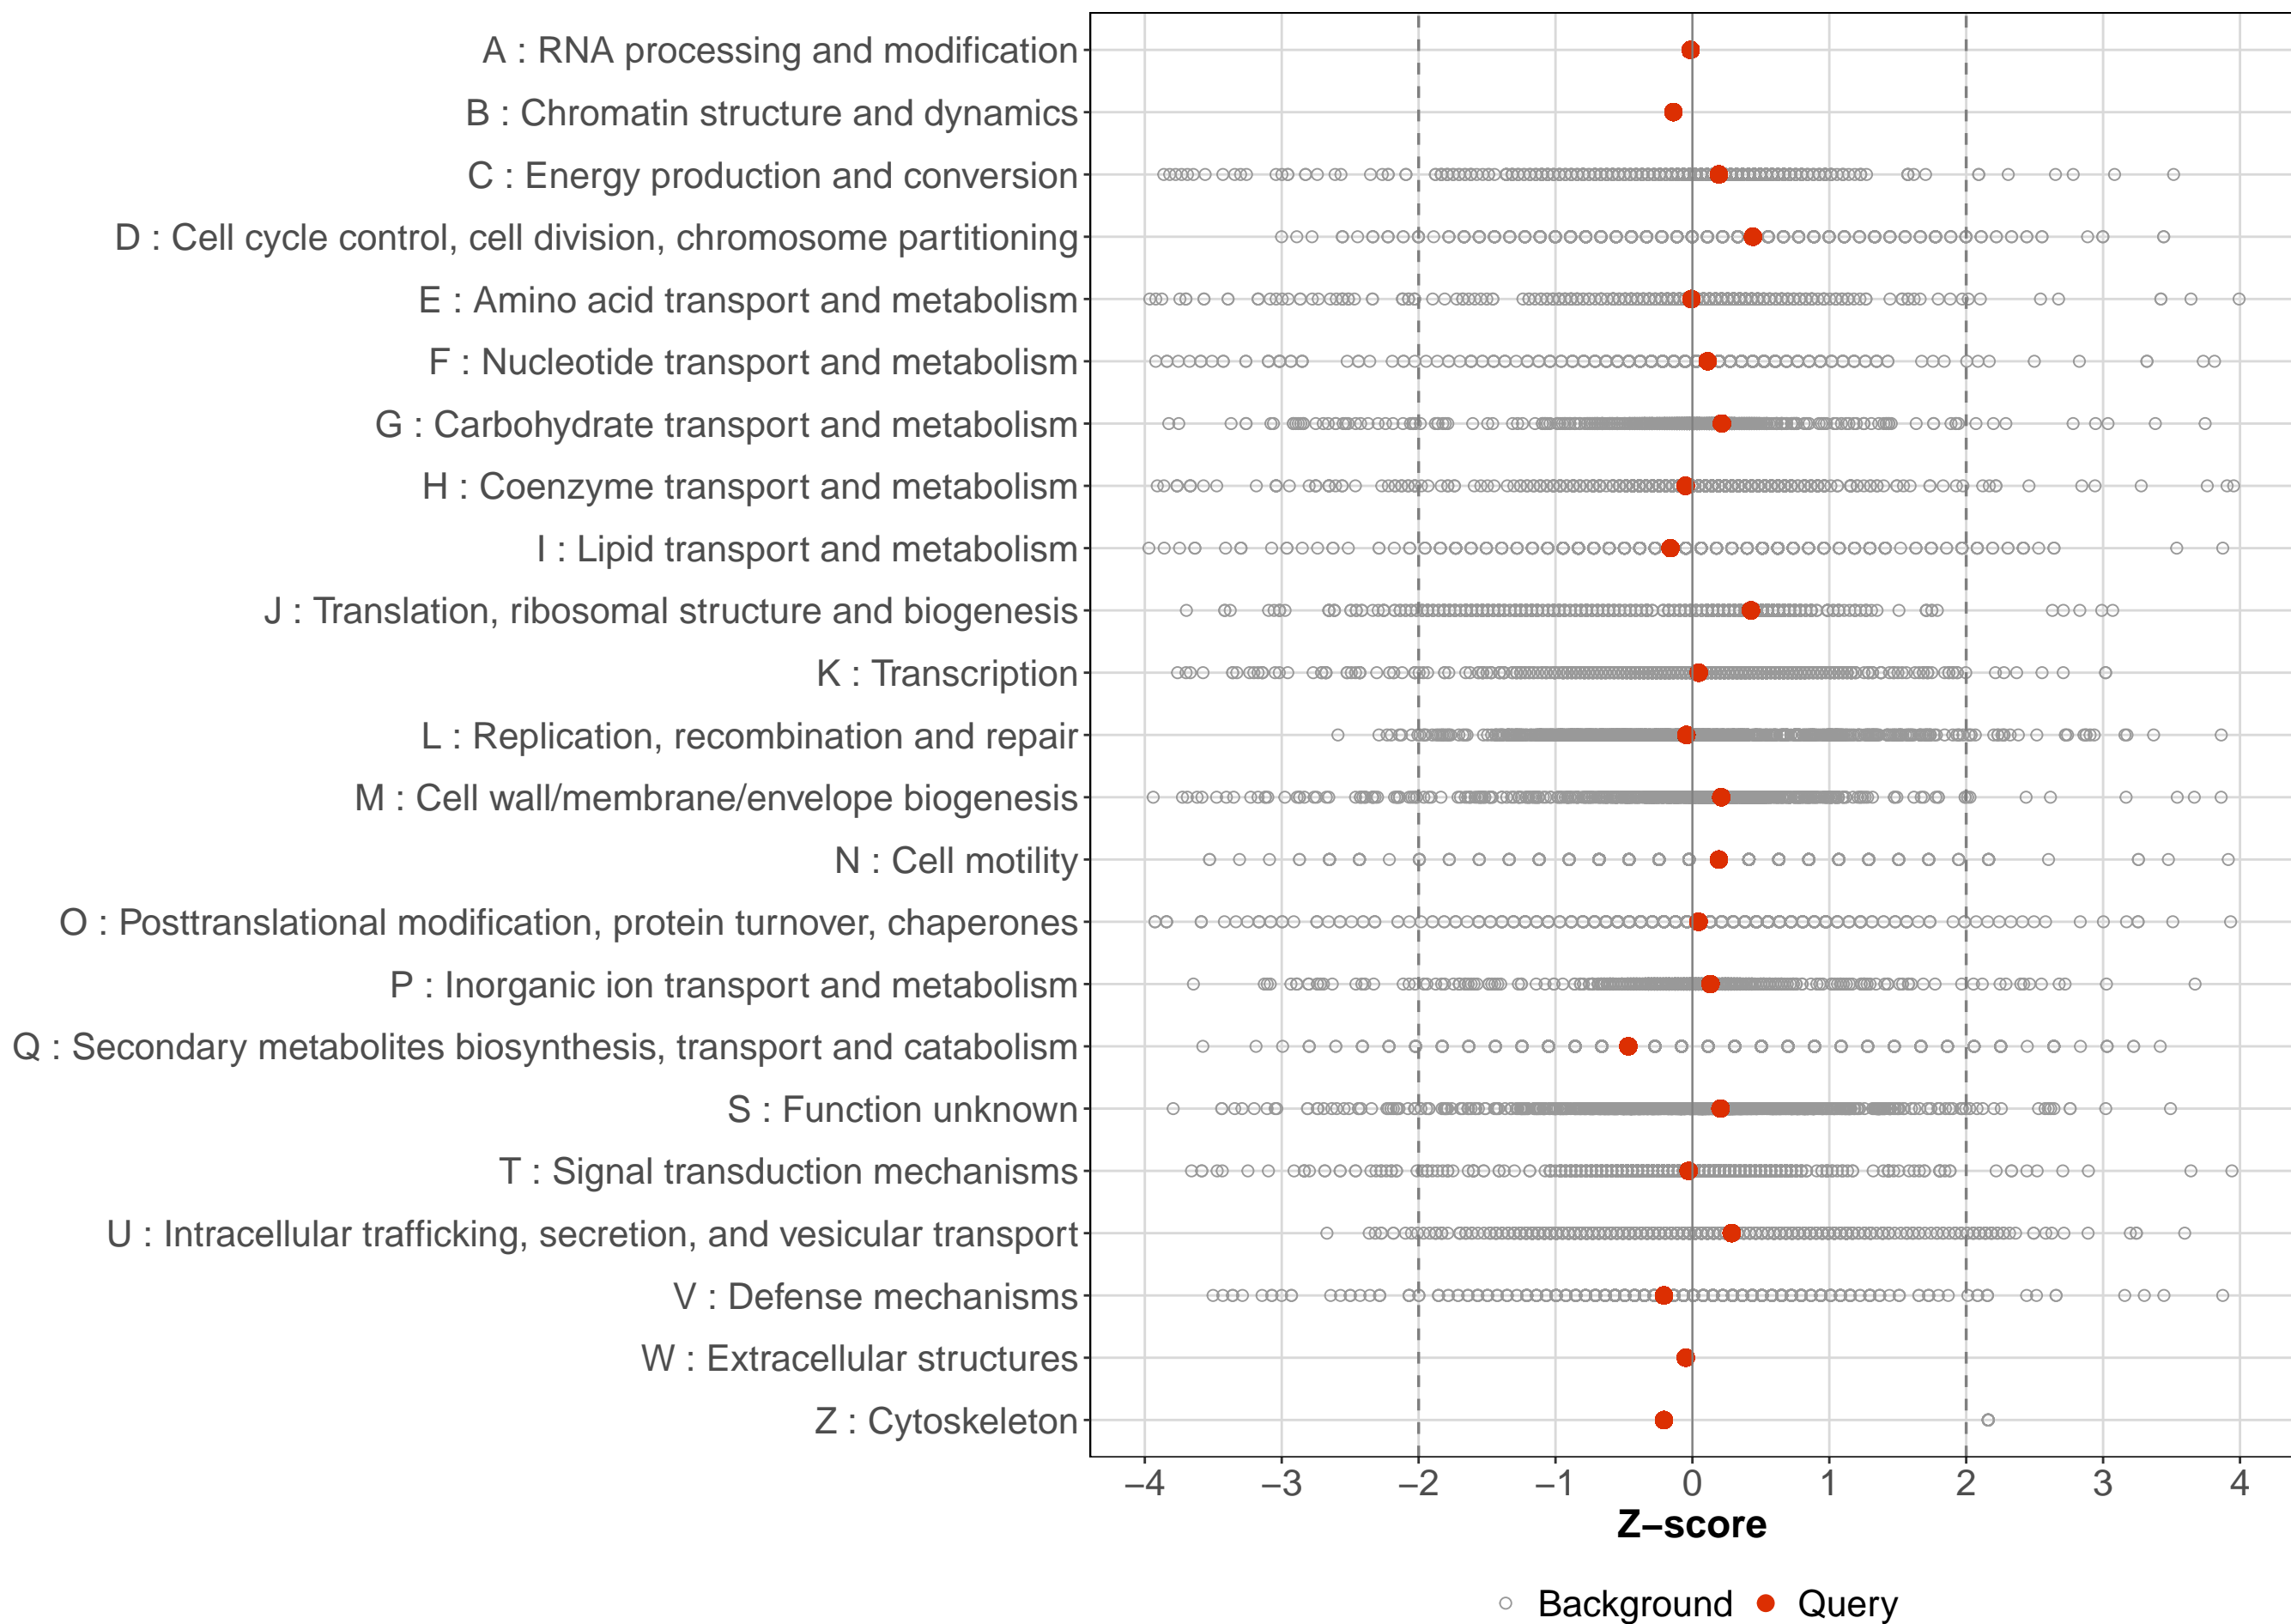 A : RNA processing and modification
B : Chromatin structure and dynamics
C : Energy production and conversion
D : Cell cycle control, cell division, chromosome partitioning
E : Amino acid transport and metabolism
F : Nucleotide transport and metabolism
G : Carbohydrate transport and metabolism
H : Coenzyme transport and metabolism
I : Lipid transport and metabolism
J : Translation, ribosomal structure and biogenesis
K : Transcription
L : Replication, recombination and repair
M : Cell wall/membrane/envelope biogenesis
N : Cell motility
O : Posttranslational modification, protein turnover, chaperones
P : Inorganic ion transport and metabolism
Q : Secondary metabolites biosynthesis, transport and catabolism
S : Function unknown
T : Signal transduction mechanisms
U : Intracellular trafficking, secretion, and vesicular transport
V : Defense mechanisms
W : Extracellular structures
Z : Cytoskeleton
−4 −3 −2 −1 0 1 2 3 4
Z−score
Background Query